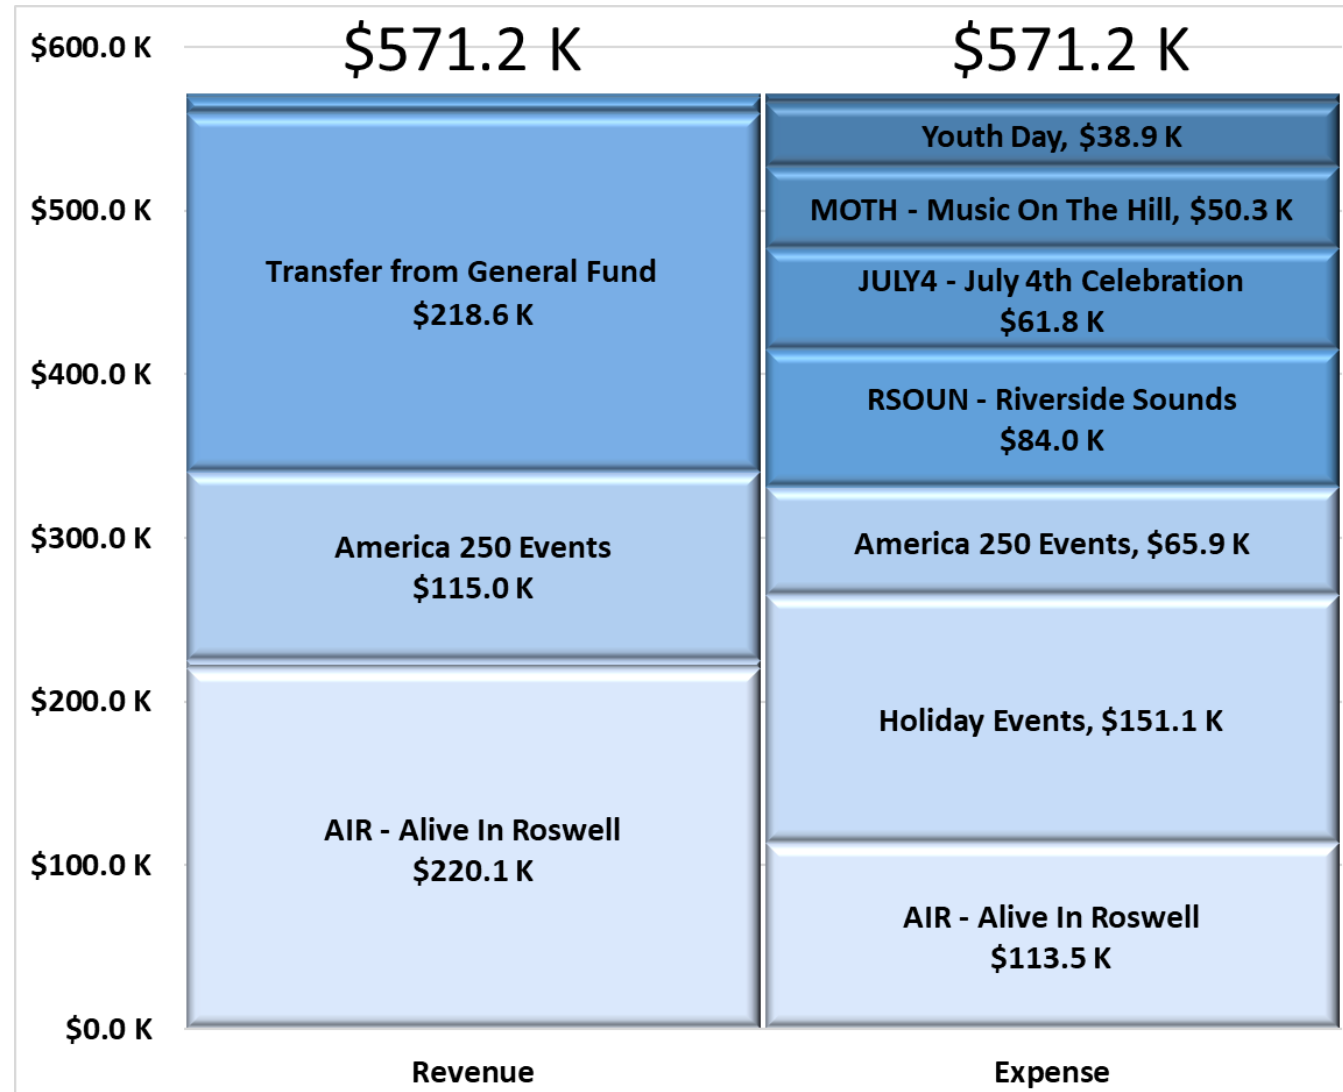 $571.2 K
$571.2 K
$600.0 K
$500.0 K
$400.0 K
$300.0 K
$200.0 K
$100.0 K
$0.0 K
Transfer from General Fund
$218.6 K
America 250 Events
$115.0 K
AIR - Alive In Roswell
$220.1 K
Youth Day, $38.9 K
MOTH - Music On The Hill, $50.3 K
JULY4 - July 4th Celebration
$61.8 K
RSOUN - Riverside Sounds
$84.0 K
America 250 Events, $65.9 K
Holiday Events, $151.1 K
AIR - Alive In Roswell
$113.5 K
Revenue
Expense